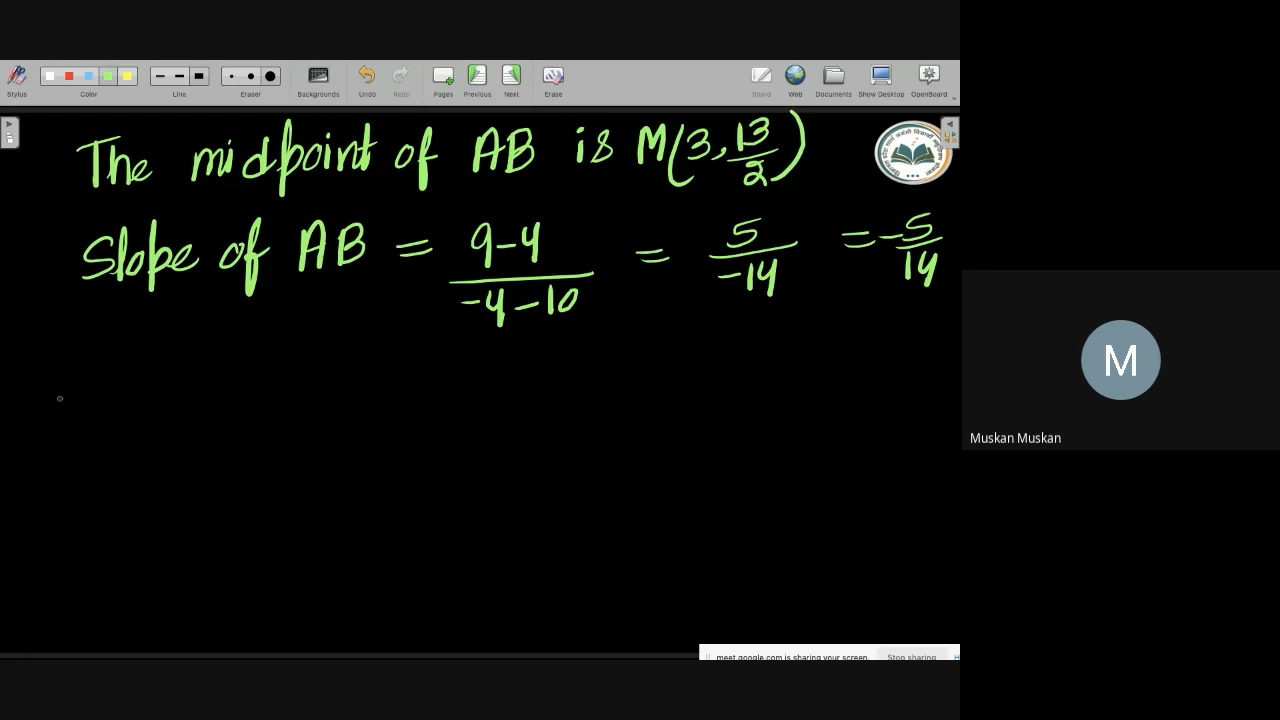 Stylus Color Line Eraser Backgrounds Undo Redo Pages Previous Next Erase Board Web Documents Show Desktop OpenBoard
The midpoint of AB is M(3, 13/2)
Slope of AB = 9-4/-4-10 = 5/-14 = -5/14
M
Muskan Muskan
meet.google.com is sharing your screen. Stop sharing